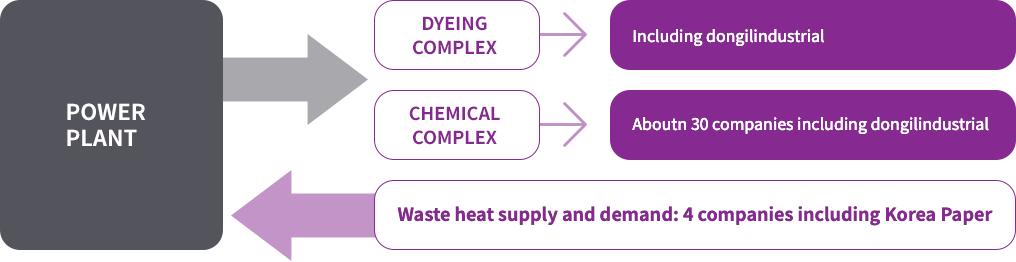 POWER
PLANT
DYEING
COMPLEX
Including dongilindustrial
CHEMICAL
COMPLEX
Aboutn 30 companies including dongilindustrial
Waste heat supply and demand: 4 companies including Korea Paper